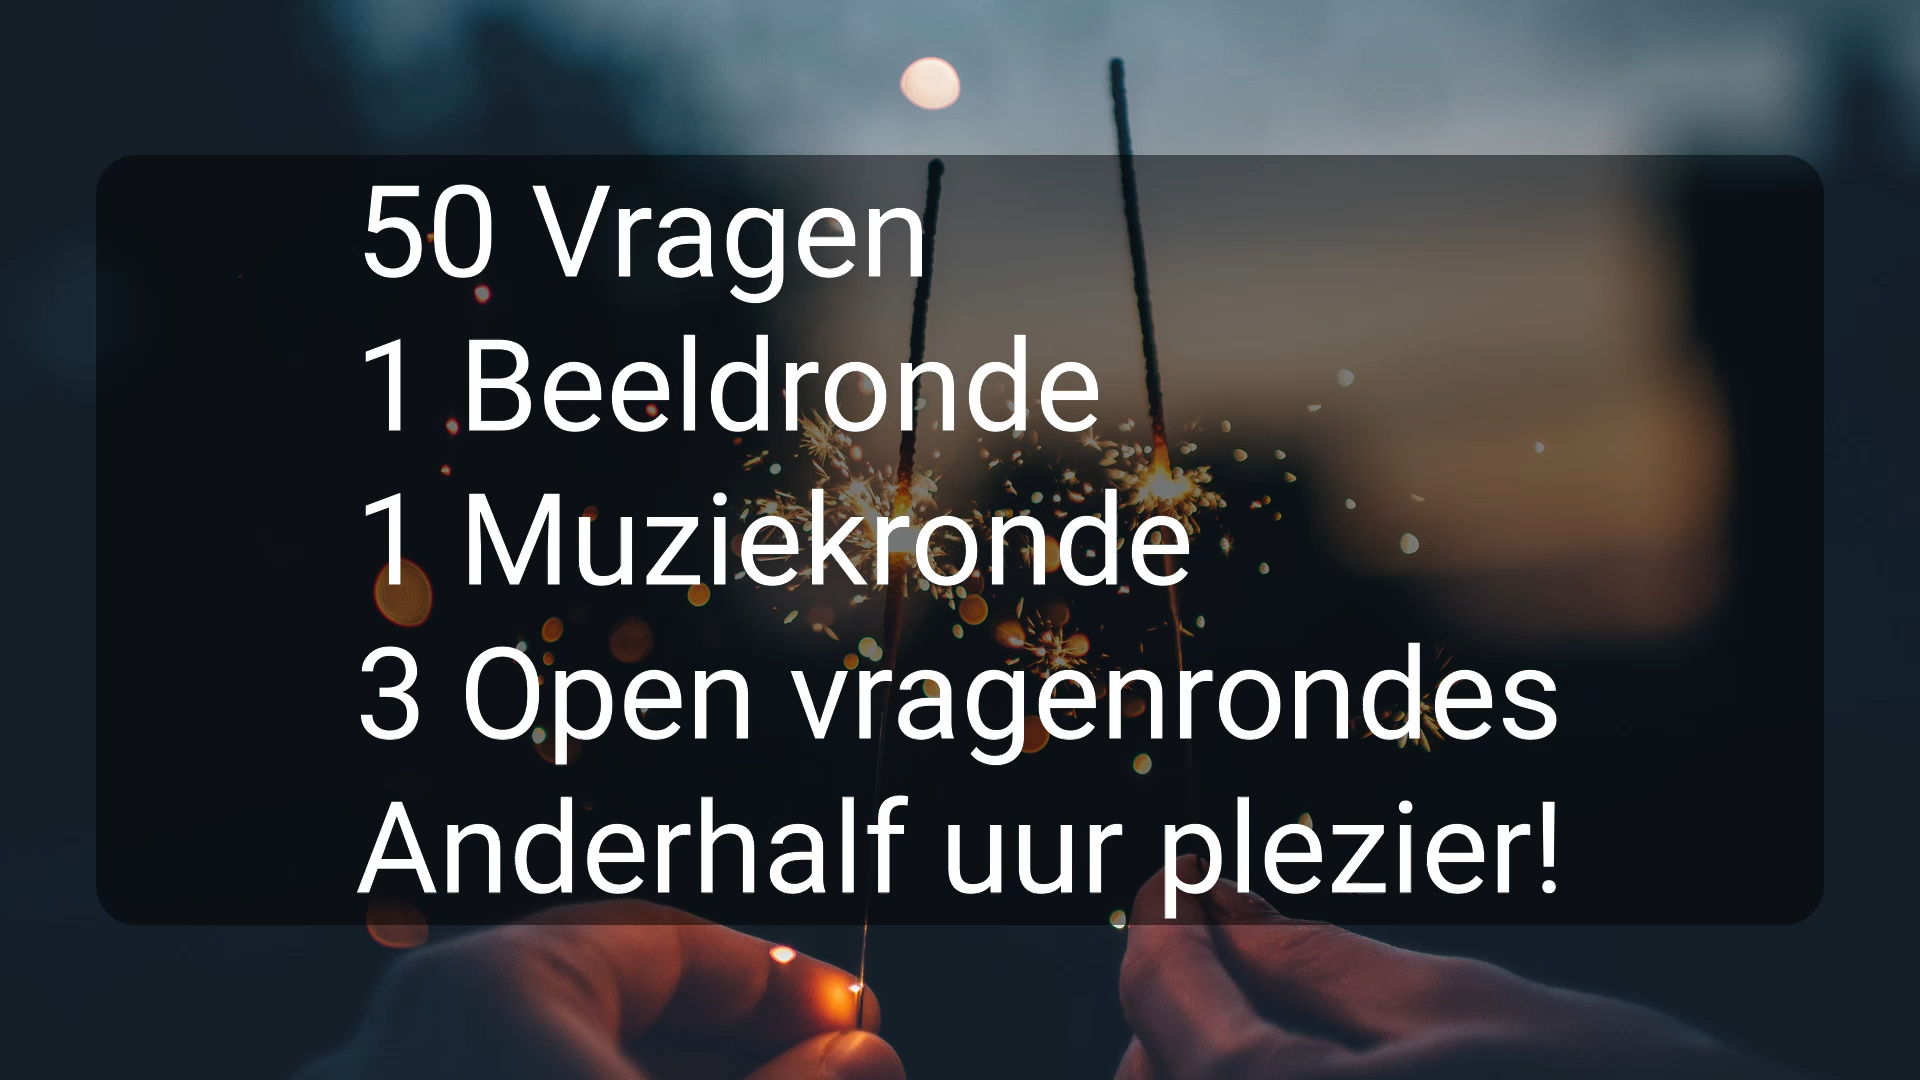 50 Vragen
1 Beeldronde
1 Muziekronde
3 Open vragenrondes
Anderhalf uur plezier!